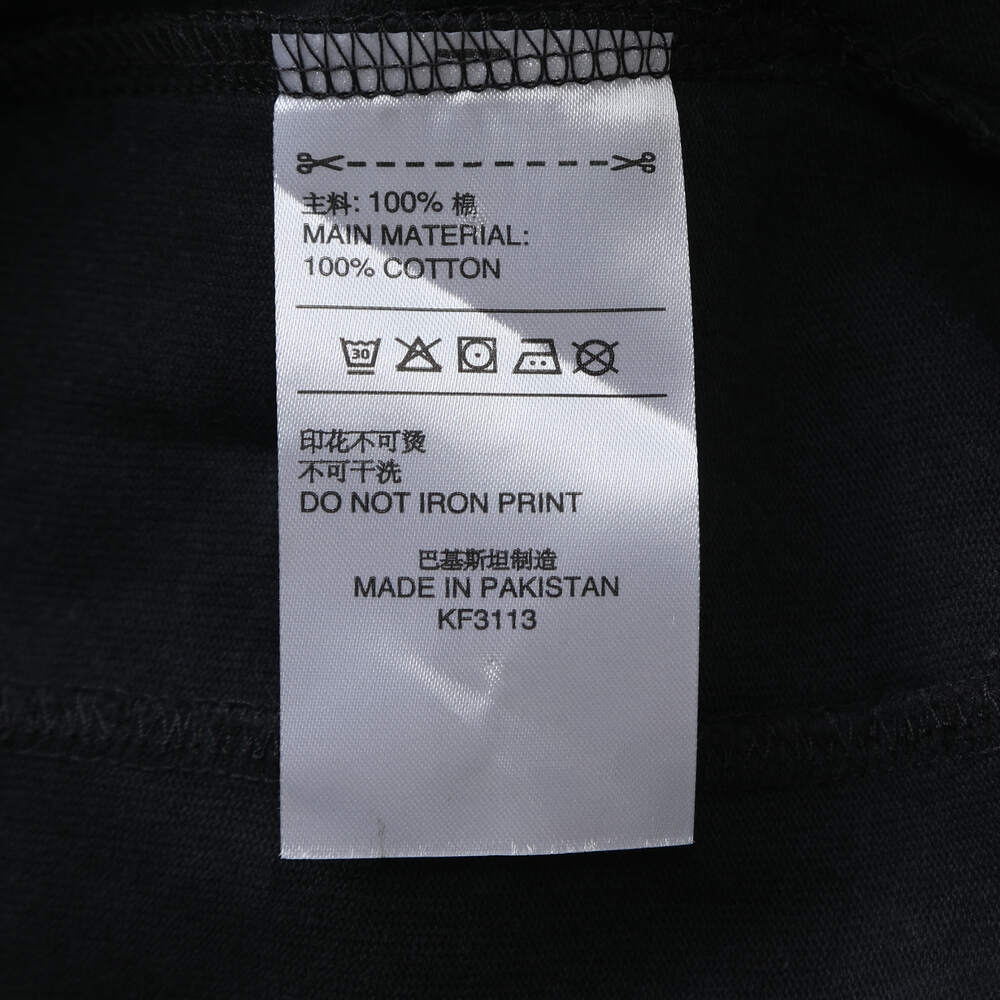 主料: 100% 棉
MAIN MATERIAL:
100% COTTON
30
印花不可烫
不可干洗
DO NOT IRON PRINT
巴基斯坦制造
MADE IN PAKISTAN
KF3113